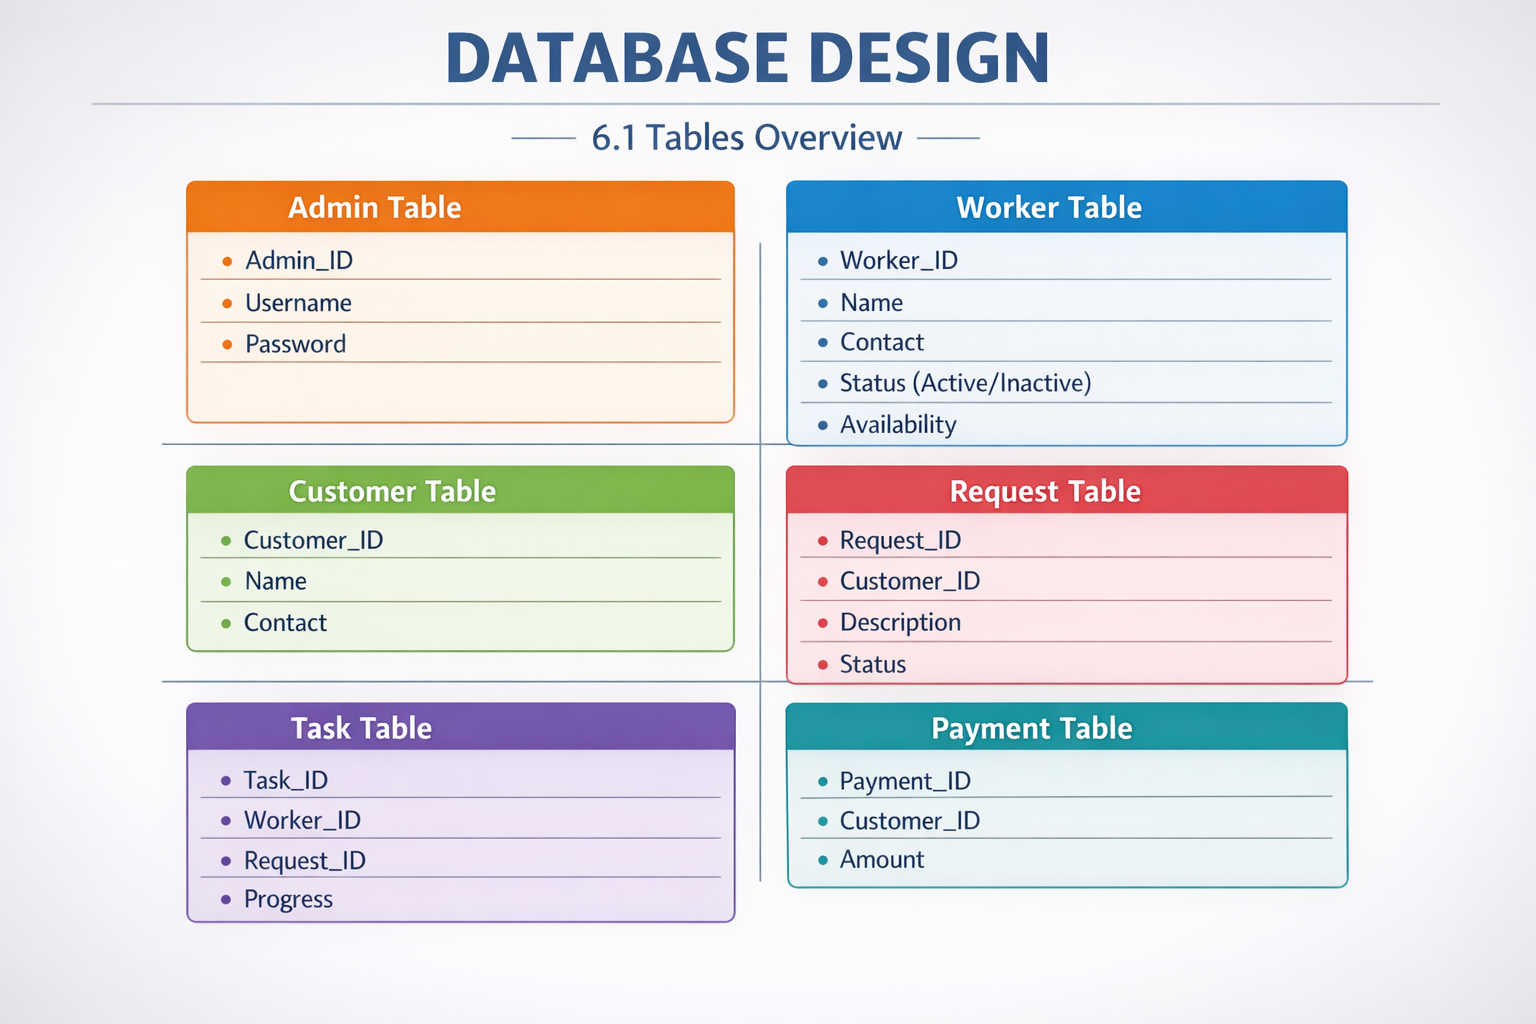 DATABASE DESIGN
6.1 Tables Overview
Admin Table
Admin_ID
Username
Password
Worker Table
Worker_ID
Name
Contact
Status (Active/Inactive)
Availability
Customer Table
Customer_ID
Name
Contact
Request Table
Request_ID
Customer_ID
Description
Status
Task Table
Task_ID
Worker_ID
Request_ID
Progress
Payment Table
Payment_ID
Customer_ID
Amount